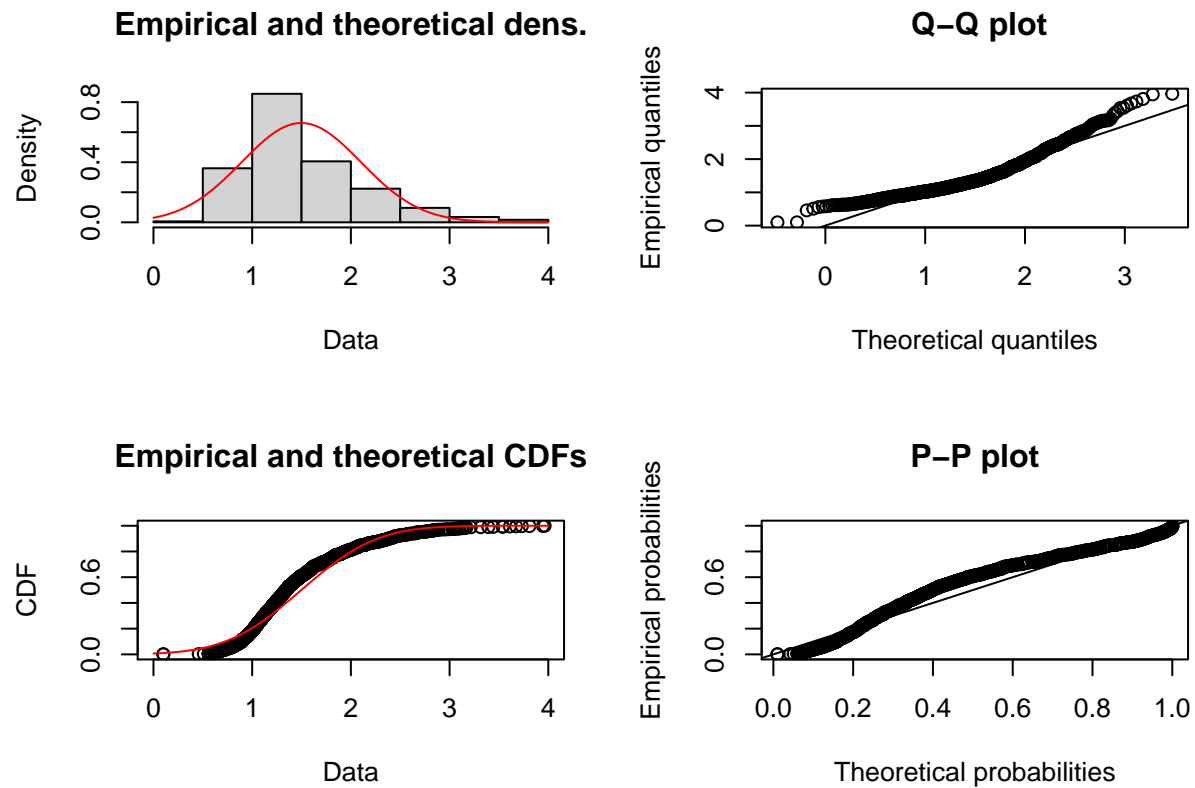 Empirical and theoretical dens.
Density
0.0 0.4 0.8
0 1 2 3 4
Data
Q−Q plot
Empirical quantiles
0 2 4
0 1 2 3
Theoretical quantiles
Empirical and theoretical CDFs
CDF
0.0 0.6
0 1 2 3 4
Data
P−P plot
Empirical probabilities
0.0 0.6
0.0 0.2 0.4 0.6 0.8 1.0
Theoretical probabilities